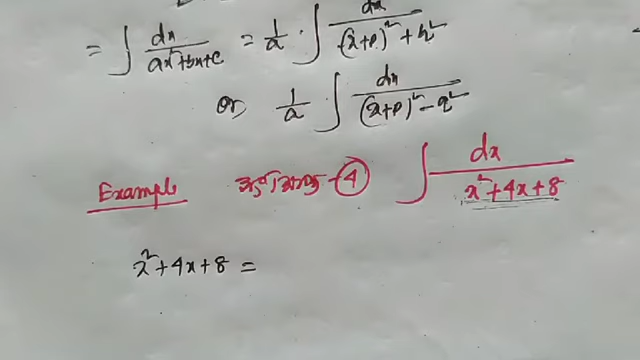 = ∫ dx / ax²+bx+c = 1/a · ∫ dx / (x+p)² + q²
or 1/a · ∫ dx / (x+p)² − q²
Example (4) ∫ dx / x²+4x+8
x²+4x+8 =